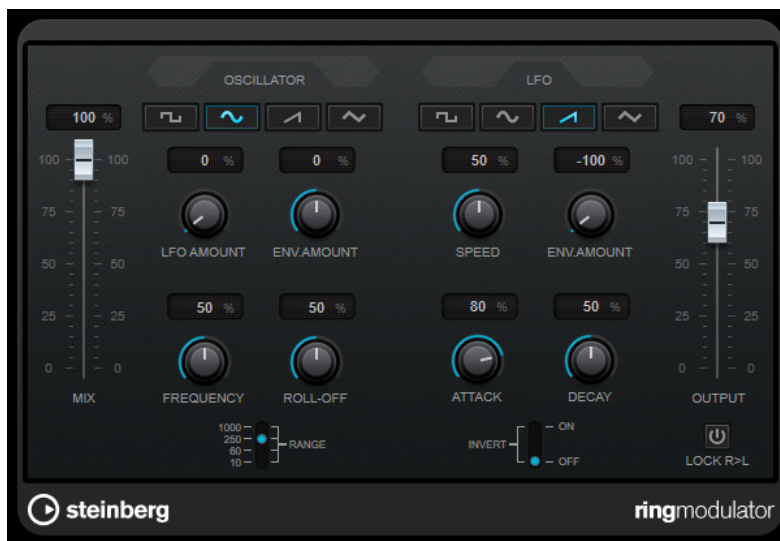 OSCILLATOR
LFO
100 %
70 %
0 %
0 %
50 %
-100 %
100 100
75 75
50 50
25 25
0 0
MIX
LFO AMOUNT
ENV.AMOUNT
SPEED
ENV.AMOUNT
50 %
50 %
80 %
50 %
FREQUENCY
ROLL-OFF
ATTACK
DECAY
100 100
75 75
50 50
25 25
0 0
OUTPUT
1000
250
60
10
RANGE
INVERT
ON
OFF
LOCK R>L
steinberg
ringmodulator